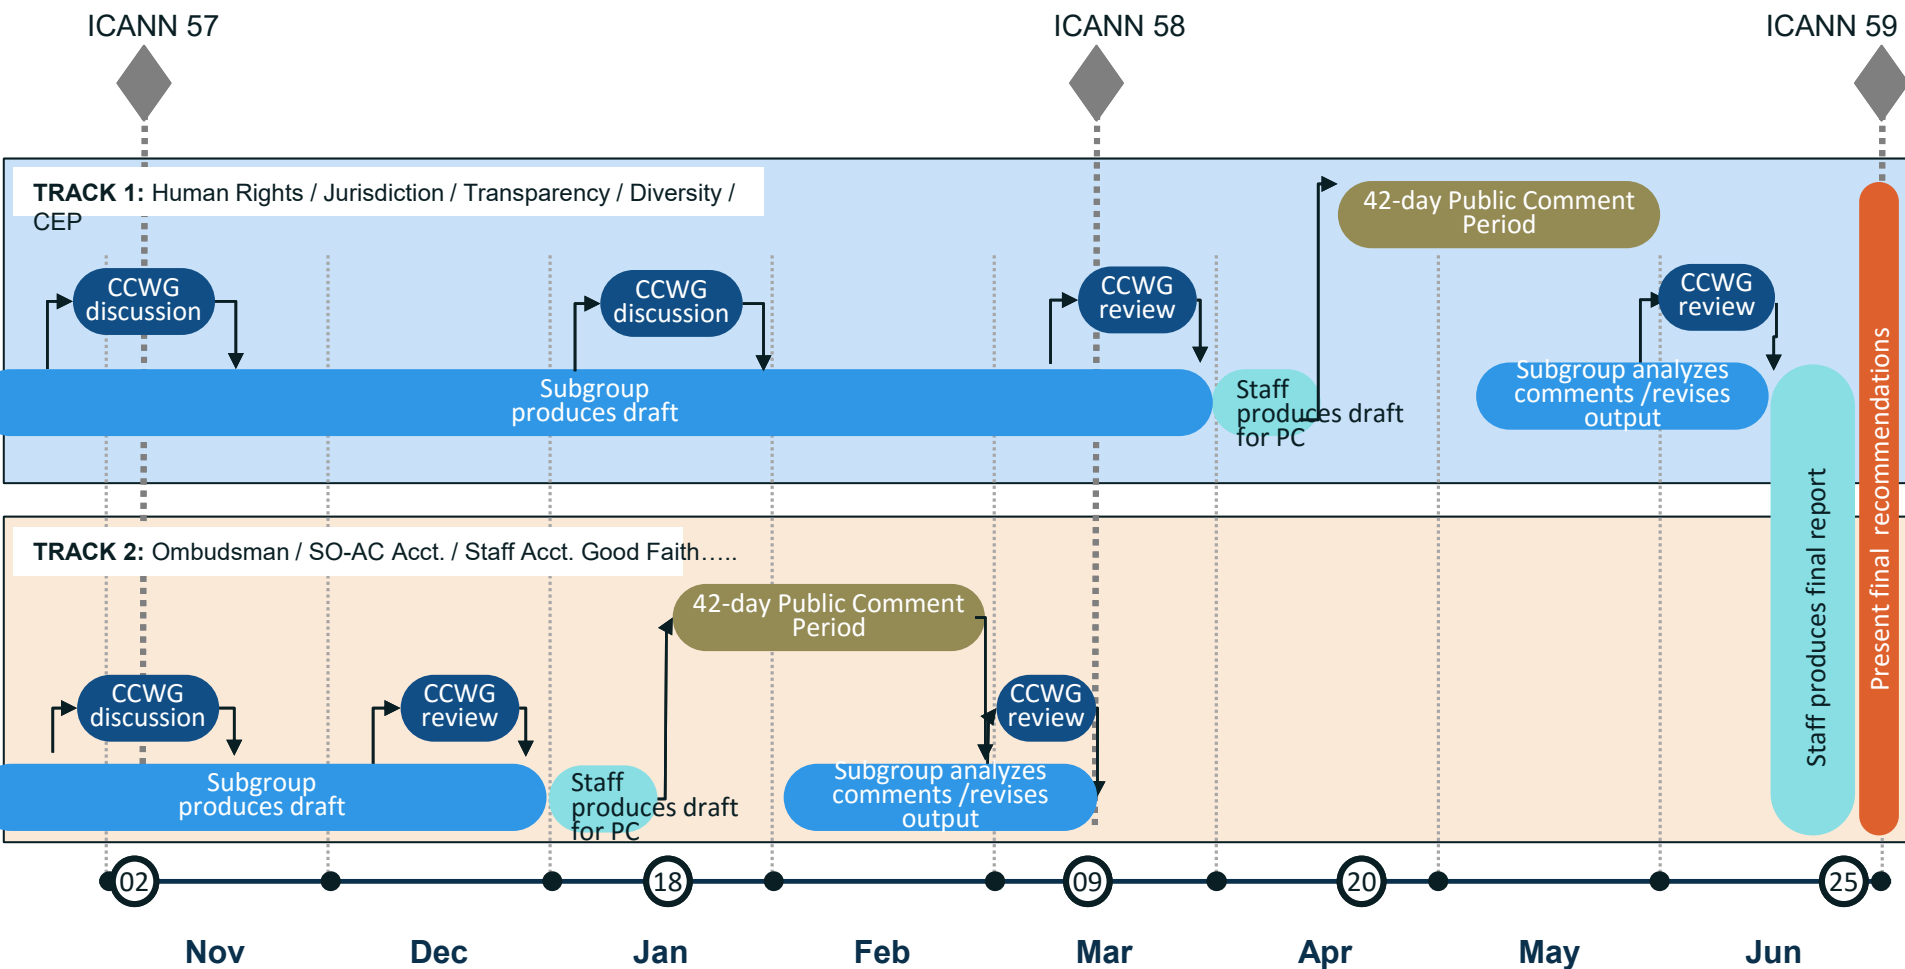 ICANN 57
ICANN 58
ICANN 59
TRACK 1: Human Rights / Jurisdiction / Transparency / Diversity /
CEP
42-day Public Comment
Period
CCWG
discussion
CCWG
discussion
CCWG
review
CCWG
review
Subgroup
produces draft
Staff
produces draft
for PC
Subgroup analyzes
comments /revises
output
Staff produces final report
Present final recommendations
TRACK 2: Ombudsman / SO-AC Acct. / Staff Acct. Good Faith…..
42-day Public Comment
Period
CCWG
discussion
CCWG
review
CCWG
review
Subgroup
produces draft
Staff
produces draft
for PC
Subgroup analyzes
comments /revises
output
02
18
09
20
25
Nov
Dec
Jan
Feb
Mar
Apr
May
Jun